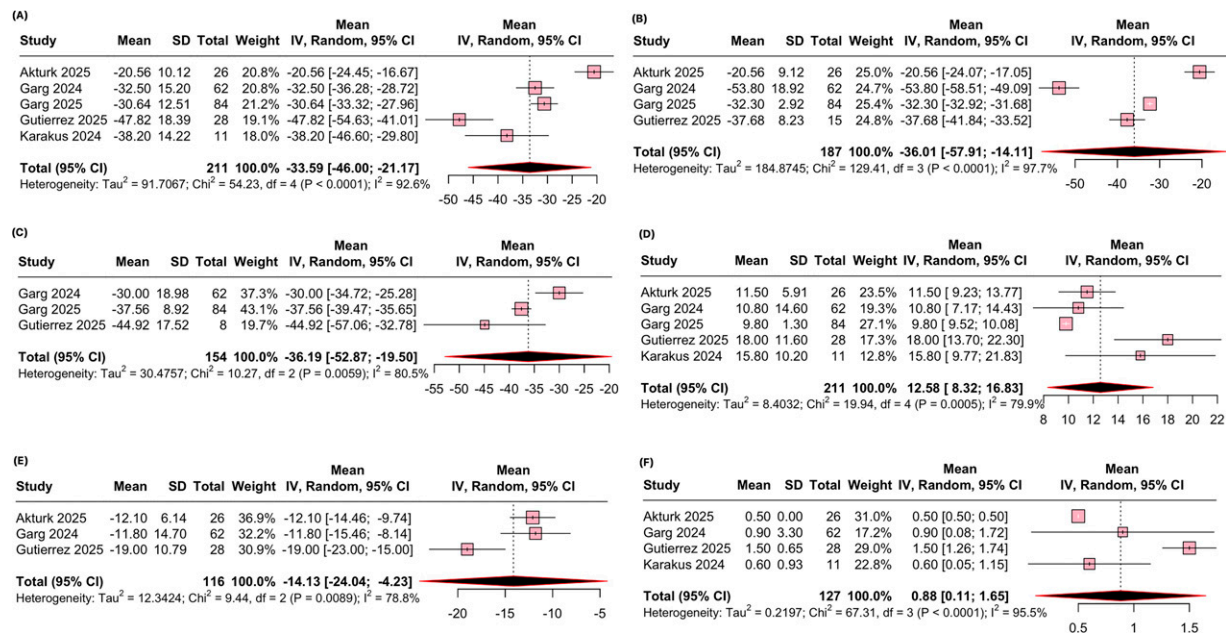 (A)
Mean Mean
Study Mean SD Total Weight IV, Random, 95% CI IV, Random, 95% CI
Akturk 2025 -20.56 10.12 26 20.8% -20.56 [-24.45; -16.67]
Garg 2024 -32.50 15.20 62 20.8% -32.50 [-36.28; -28.72]
Garg 2025 -30.64 12.51 84 21.2% -30.64 [-33.32; -27.96]
Gutierrez 2025 -47.82 18.39 28 19.1% -47.82 [-54.63; -41.01]
Karakus 2024 -38.20 14.22 11 18.0% -38.20 [-46.60; -29.80]
Total (95% CI) 211 100.0% -33.59 [-46.00; -21.17]
Heterogeneity: Tau² = 91.7067; Chi² = 54.23, df = 4 (P < 0.0001); I² = 92.6%
-50 -45 -40 -35 -30 -25 -20
(B)
Mean Mean
Study Mean SD Total Weight IV, Random, 95% CI IV, Random, 95% CI
Akturk 2025 -20.56 9.12 26 25.0% -20.56 [-24.07; -17.05]
Garg 2024 -53.80 18.92 62 24.7% -53.80 [-58.51; -49.09]
Garg 2025 -32.30 2.92 84 25.4% -32.30 [-32.92; -31.68]
Gutierrez 2025 -37.68 8.23 15 24.8% -37.68 [-41.84; -33.52]
Total (95% CI) 187 100.0% -36.01 [-57.91; -14.11]
Heterogeneity: Tau² = 184.8745; Chi² = 129.41, df = 3 (P < 0.0001); I² = 97.7%
-50 -40 -30 -20
(C)
Mean Mean
Study Mean SD Total Weight IV, Random, 95% CI IV, Random, 95% CI
Garg 2024 -30.00 18.98 62 37.3% -30.00 [-34.72; -25.28]
Garg 2025 -37.56 8.92 84 43.1% -37.56 [-39.47; -35.65]
Gutierrez 2025 -44.92 17.52 8 19.7% -44.92 [-57.06; -32.78]
Total (95% CI) 154 100.0% -36.19 [-52.87; -19.50]
Heterogeneity: Tau² = 30.4757; Chi² = 10.27, df = 2 (P = 0.0059); I² = 80.5%
-55 -45 -35 -25
(D)
Mean Mean
Study Mean SD Total Weight IV, Random, 95% CI IV, Random, 95% CI
Akturk 2025 11.50 5.91 26 23.5% 11.50 [ 9.23; 13.77]
Garg 2024 10.80 14.60 62 19.3% 10.80 [ 7.17; 14.43]
Garg 2025 9.80 1.30 84 27.1% 9.80 [ 9.52; 10.08]
Gutierrez 2025 18.00 11.60 28 17.3% 18.00 [13.70; 22.30]
Karakus 2024 15.80 10.20 11 12.8% 15.80 [ 9.77; 21.83]
Total (95% CI) 211 100.0% 12.58 [ 8.32; 16.83]
Heterogeneity: Tau² = 8.4032; Chi² = 19.94, df = 4 (P = 0.0005); I² = 79.9%
8 10 12 14 16 18 20 22
(E)
Mean Mean
Study Mean SD Total Weight IV, Random, 95% CI IV, Random, 95% CI
Akturk 2025 -12.10 6.14 26 36.9% -12.10 [-14.46; -9.74]
Garg 2024 -11.80 14.70 62 32.2% -11.80 [-15.46; -8.14]
Gutierrez 2025 -19.00 10.79 28 30.9% -19.00 [-23.00; -15.00]
Total (95% CI) 116 100.0% -14.13 [-24.04; -4.23]
Heterogeneity: Tau² = 12.3424; Chi² = 9.44, df = 2 (P = 0.0089); I² = 78.8%
-20 -15 -10 -5
(F)
Mean Mean
Study Mean SD Total Weight IV, Random, 95% CI IV, Random, 95% CI
Akturk 2025 0.50 0.00 26 31.0% 0.50 [0.50; 0.50]
Garg 2024 0.90 3.30 62 17.2% 0.90 [0.08; 1.72]
Gutierrez 2025 1.50 0.65 28 29.0% 1.50 [1.26; 1.74]
Karakus 2024 0.60 0.93 11 22.8% 0.60 [0.05; 1.15]
Total (95% CI) 127 100.0% 0.88 [0.11; 1.65]
Heterogeneity: Tau² = 0.2197; Chi² = 67.31, df = 3 (P < 0.0001); I² = 95.5%
0.5 1 1.5